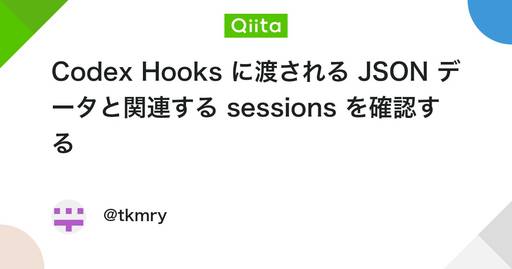 Qiita
Codex Hooks に渡される JSON デ
ータと関連する sessions を確認す
る
@tkmry